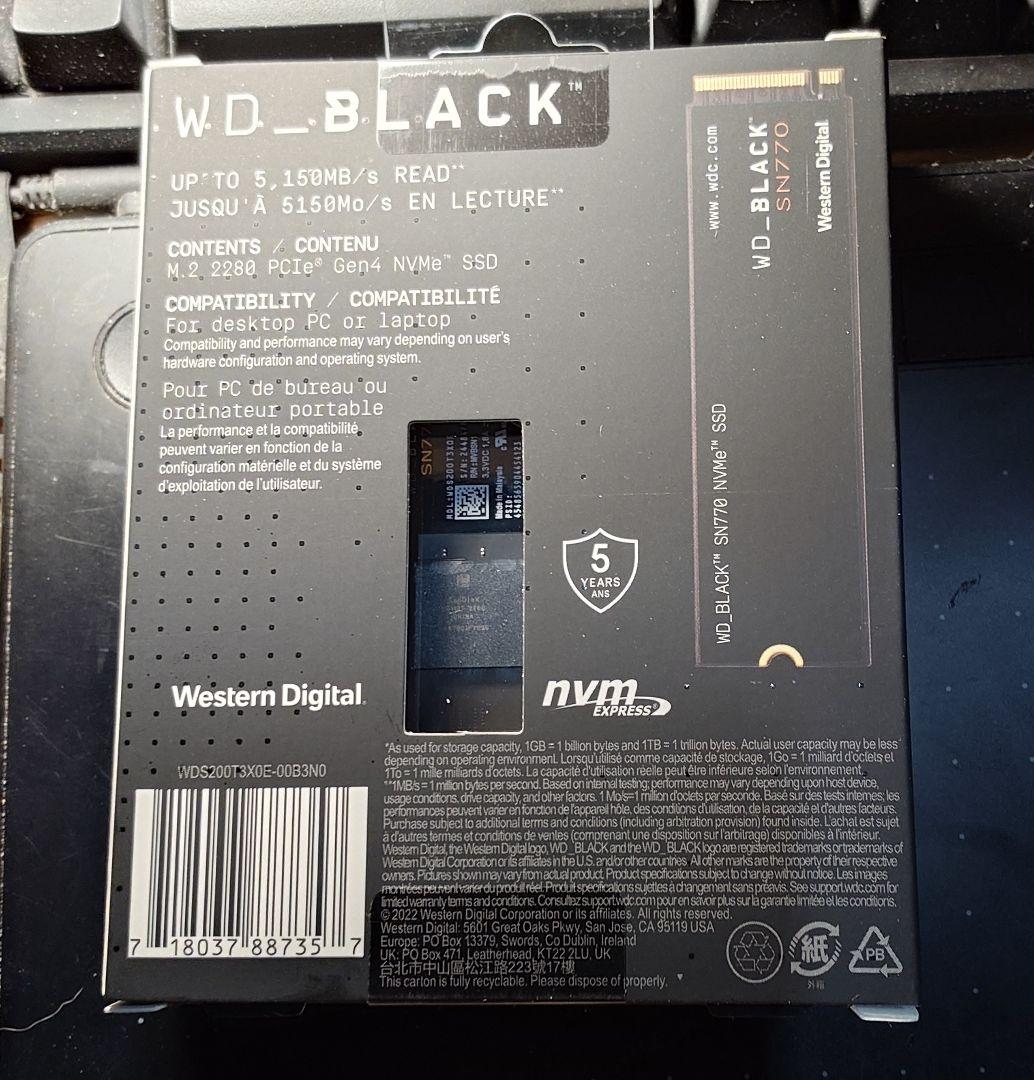 WD_BLACK™
UP TO 5,150MB/s READ**
JUSQU'À 5150Mo/s EN LECTURE**
CONTENTS / CONTENU
M.2 2280 PCIe® Gen4 NVMe™ SSD
COMPATIBILITY / COMPATIBILITÉ
For desktop PC or laptop
Compatibility and performance may vary depending on user's
hardware configuration and operating system.
Pour PC de bureau ou
ordinateur portable
La performance et la compatibilité
peuvent varier en fonction de la
configuration matérielle et du système
d'exploitation de l'utilisateur.
www.wdc.com
WD_BLACK™
SN770
Western Digital
WD_BLACK™ SN770 NVMe™ SSD
SN77
MDL:WDS200T3X0
S/N:2448
R/N:
3.3VDC 1.8
Made in Malaysia
PSID:
SanDisk
CHINA
5
YEARS
ANS
Western Digital
nvm
EXPRESS®
WDS200T3X0E-00B3N0
7 18037 88735 7
*As used for storage capacity, 1GB = 1 billion bytes and 1TB = 1 trillion bytes. Actual user capacity may be less
depending on operating environment. Lorsqu'utilisé comme capacité de stockage, 1Go = 1 milliard d'octets et
1To = 1 mille milliards d'octets. La capacité d'utilisation réelle peut être inférieure selon l'environnement.
**1MB/s = 1 million bytes per second. Based on internal testing; performance may vary depending upon host device,
usage conditions, drive capacity, and other factors. 1 Mo/s=1 million d'octets par seconde. Basé sur des tests internes; les
performances peuvent varier en fonction de l'appareil hôte, des conditions d'utilisation, de la capacité et d'autres facteurs.
Purchase subject to additional terms and conditions (including arbitration provision) found inside. L'achat est sujet
à d'autres termes et conditions de ventes (comprenant une disposition sur l'arbitrage) disponibles à l'intérieur.
Western Digital, the Western Digital logo, WD_BLACK and the WD_BLACK logo are registered trademarks or trademarks of
Western Digital Corporation or its affiliates in the U.S. and/or other countries. All other marks are the property of their respective
owners. Pictures shown may vary from actual product. Product specifications subject to change without notice. Les images
montrées peuvent varier du produit réel. Produit specifications sujettes à changement sans préavis. See support.wdc.com for
limited warranty terms and conditions. Consultez support.wdc.com pour en savoir plus sur la garantie limitée et les conditions.
© 2022 Western Digital Corporation or its affiliates. All rights reserved.
Western Digital: 5601 Great Oaks Pkwy, San Jose, CA 95119 USA
Europe: PO Box 13379, Swords, Co Dublin, Ireland
UK: PO Box 471, Leatherhead, KT22 2LU, UK
台北市中山區松江路223號17樓
This carton is fully recyclable. Please dispose of properly.
紙
外箱
PB